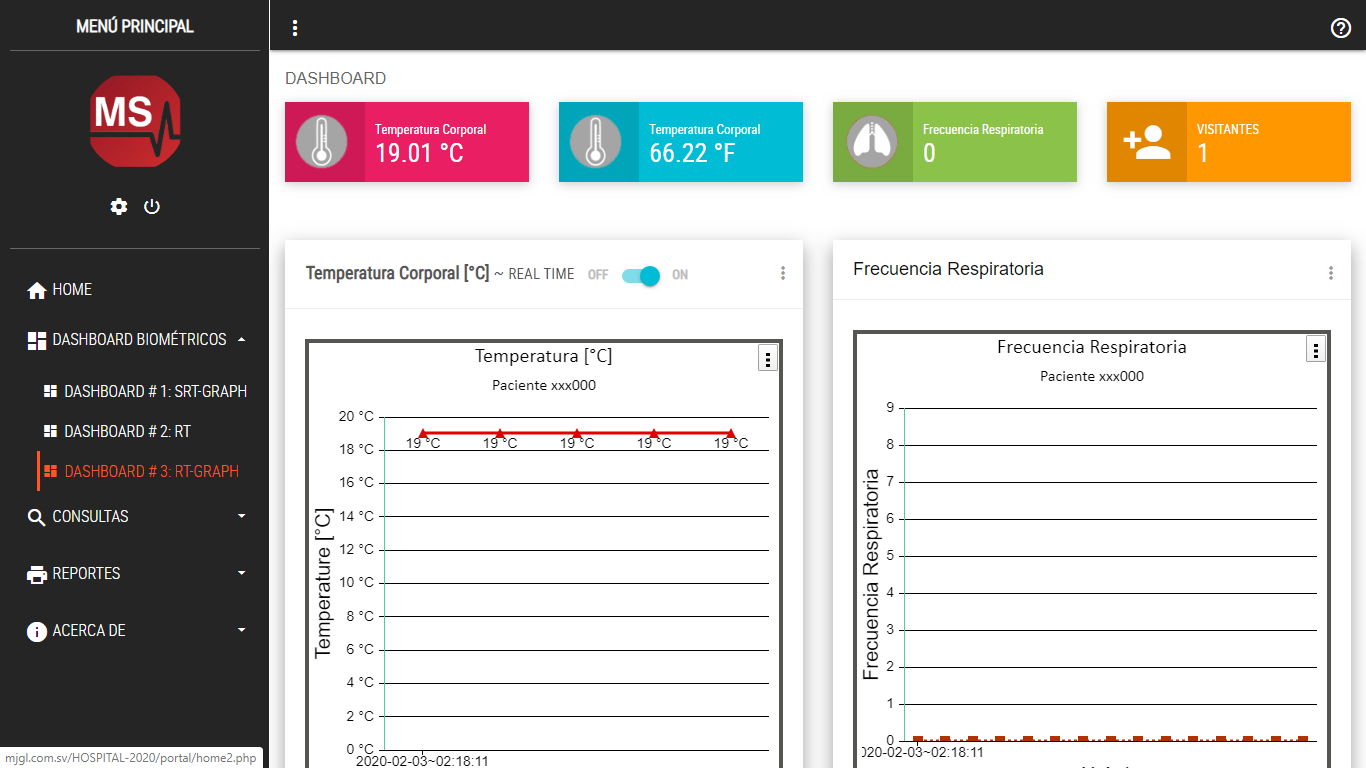 MENÚ PRINCIPAL
MS
HOME
DASHBOARD BIOMÉTRICOS
DASHBOARD # 1: SRT-GRAPH
DASHBOARD # 2: RT
DASHBOARD # 3: RT-GRAPH
CONSULTAS
REPORTES
ACERCA DE
mjgl.com.sv/HOSPITAL-2020/portal/home2.php
DASHBOARD
Temperatura Corporal
19.01 °C
Temperatura Corporal
66.22 °F
Frecuencia Respiratoria
0
VISITANTES
1
Temperatura Corporal [°C] ~ REAL TIME OFF ON
Temperatura [°C]
Paciente xxx000
Temperature [°C]
20 °C
18 °C
16 °C
14 °C
12 °C
10 °C
8 °C
6 °C
4 °C
2 °C
0 °C
19 °C 19 °C 19 °C 19 °C 19 °C
2020-02-03~02:18:11
Frecuencia Respiratoria
Frecuencia Respiratoria
Paciente xxx000
Frecuencia Respiratoria
9
8
7
6
5
4
3
2
1
0
020-02-03~02:18:11